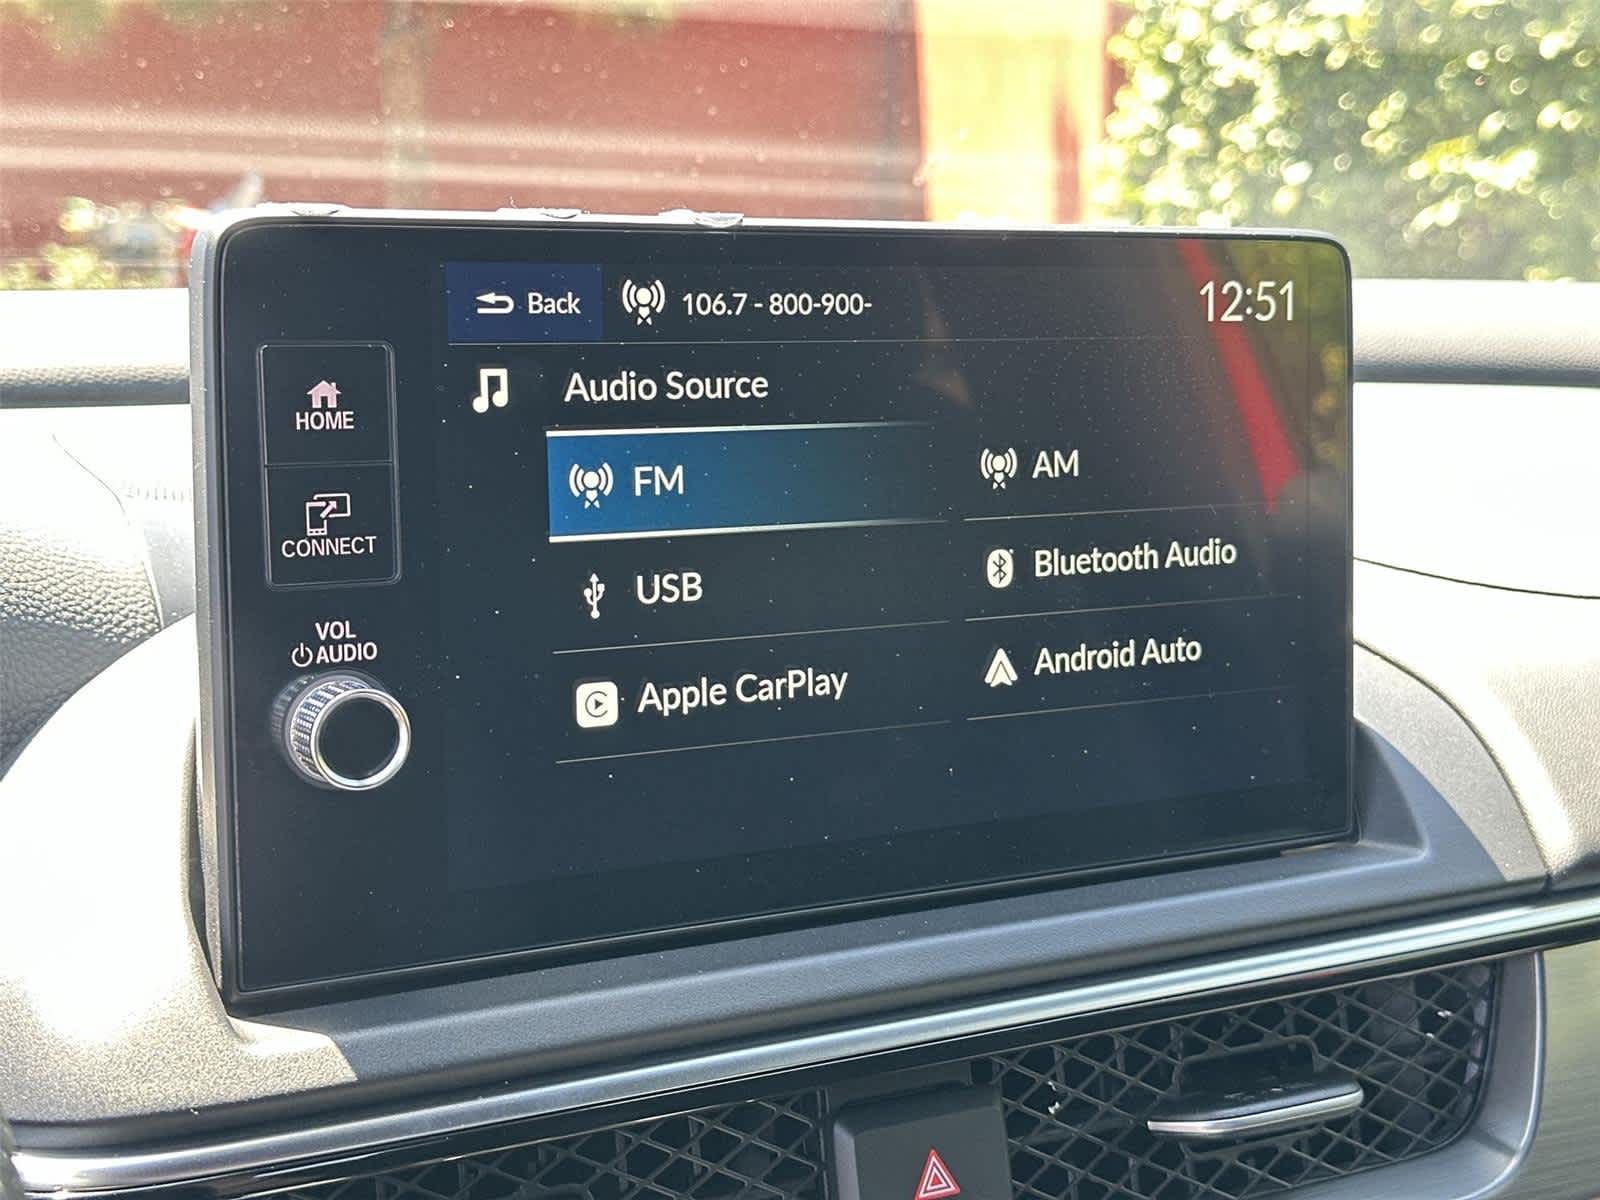 Back
106.7 - 800-900-
12:51
HOME
CONNECT
VOL
AUDIO
Audio Source
FM
AM
USB
Bluetooth Audio
Apple CarPlay
Android Auto